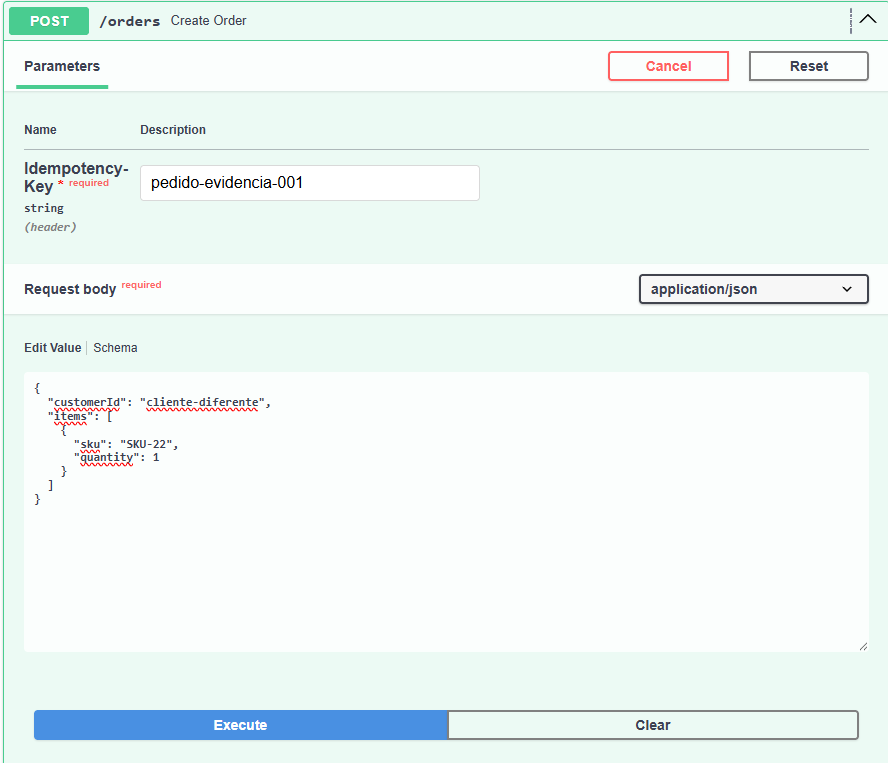 POST /orders Create Order
Parameters
Cancel
Reset
Name Description
Idempotency-
Key * required
pedido-evidencia-001
string
(header)
Request body required
application/json
Edit Value Schema
{
  "customerId": "cliente-diferente",
  "items": [
    {
      "sku": "SKU-22",
      "quantity": 1
    }
  ]
}
Execute
Clear